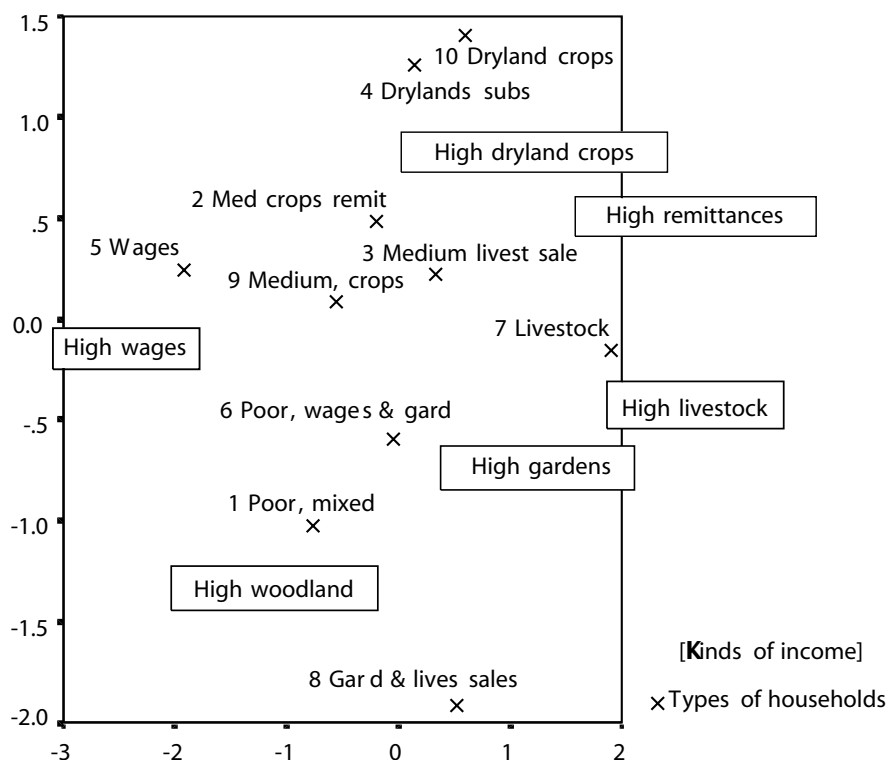 1.5
10 Dryland crops
4 Drylands subs
1.0
High dryland crops
2 Med crops remit
High remittances
.5
5 Wages
3 Medium livest sale
9 Medium, crops
0.0
7 Livestock
High wages
High livestock
6 Poor, wages & gard
-.5
High gardens
1 Poor, mixed
-1.0
High woodland
-1.5
[Kinds of income]
8 Gard & lives sales
Types of households
-2.0
-3 -2 -1 0 1 2